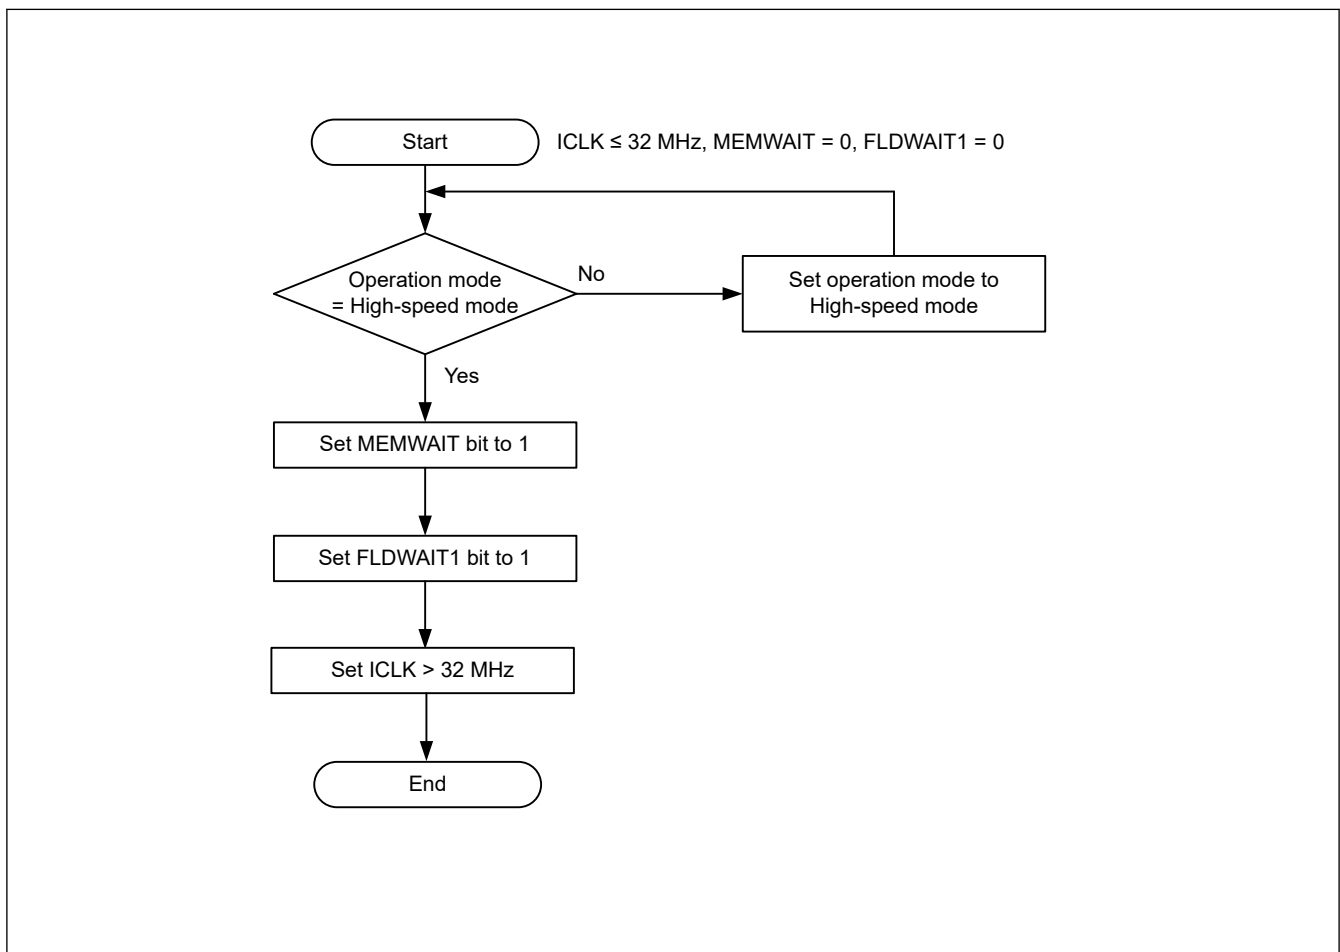 Start
ICLK ≤ 32 MHz, MEMWAIT = 0, FLDWAIT1 = 0
Operation mode
= High-speed mode
No
Set operation mode to
High-speed mode
Yes
Set MEMWAIT bit to 1
Set FLDWAIT1 bit to 1
Set ICLK > 32 MHz
End